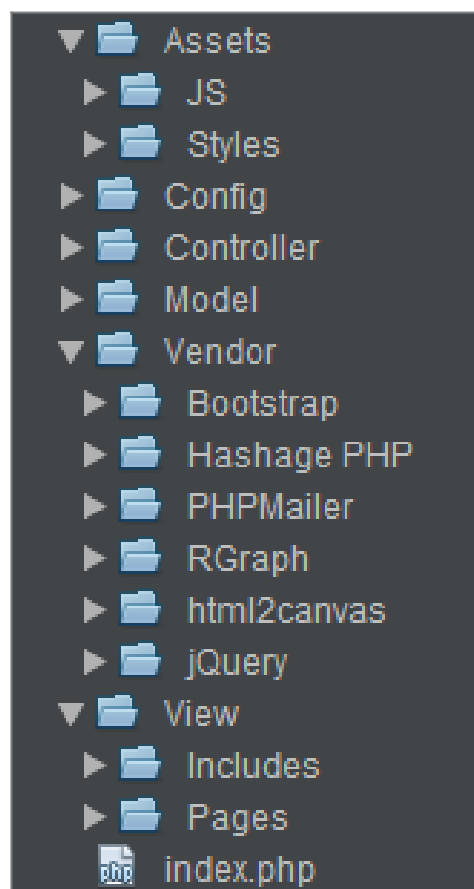 Assets
JS
Styles
Config
Controller
Model
Vendor
Bootstrap
Hashage PHP
PHPMailer
RGraph
html2canvas
jQuery
View
Includes
Pages
php
index.php